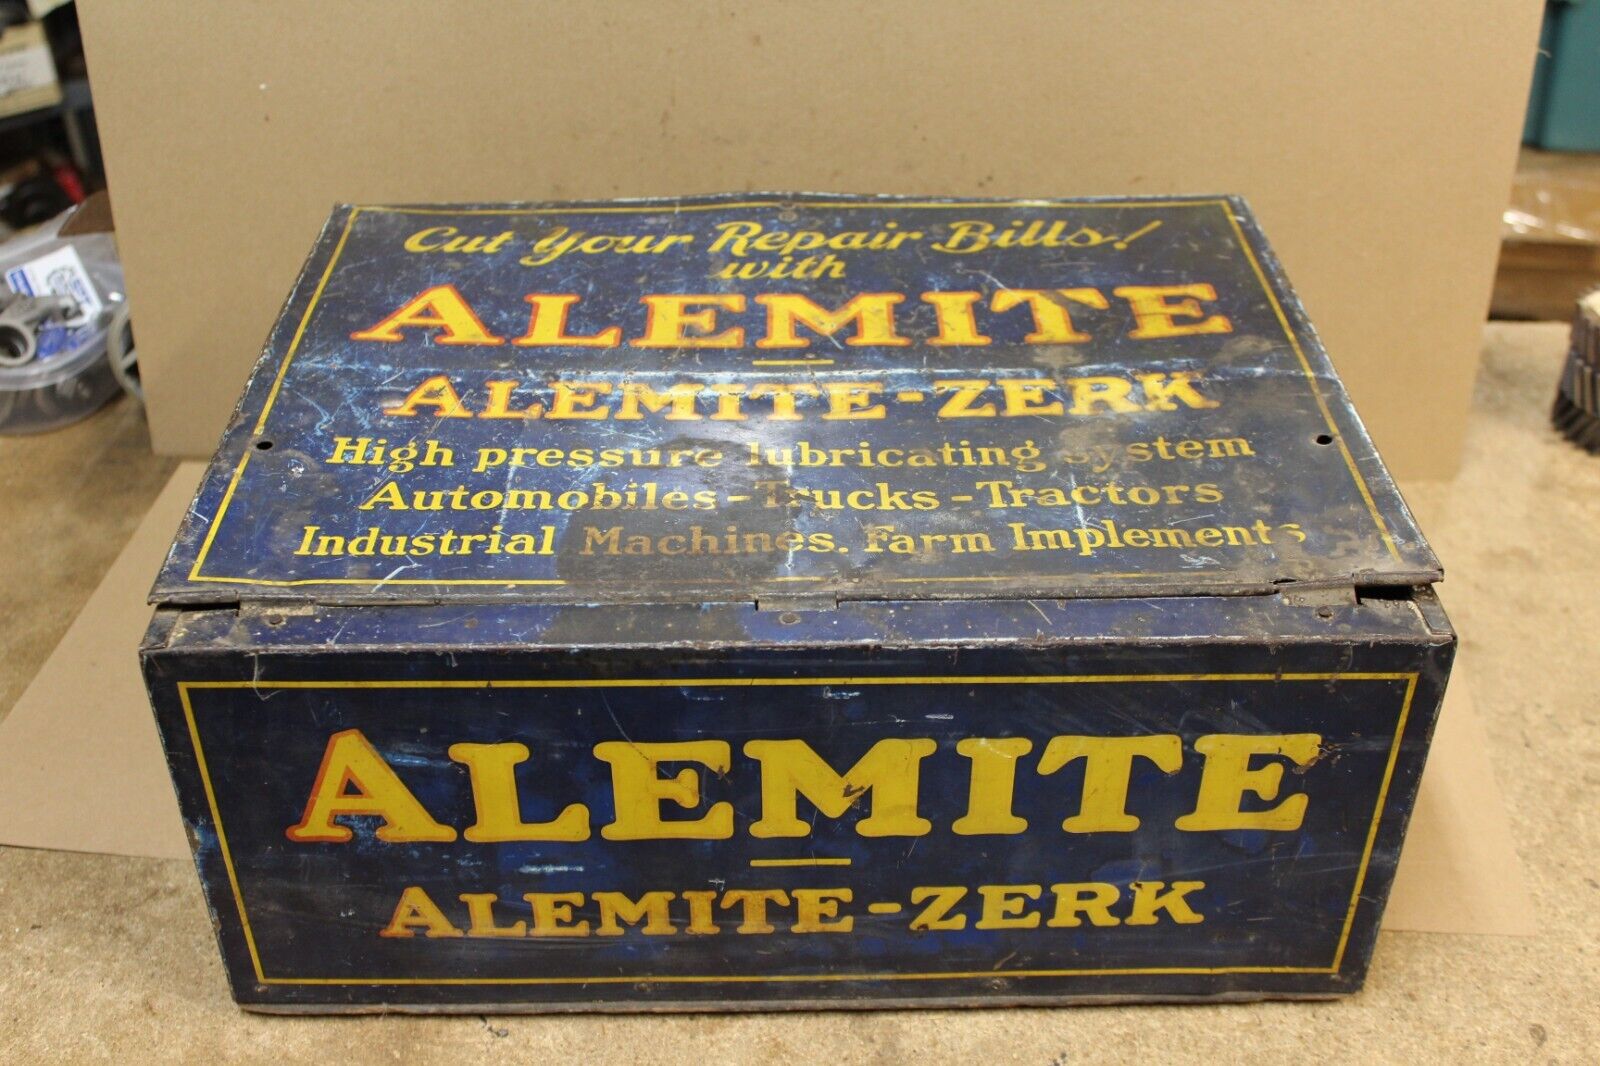 Cut Your Repair Bills!
with
ALEMITE
ALEMITE-ZERK
High pressure lubricating system
Automobiles-Trucks-Tractors
Industrial Machines. Farm Implements
ALEMITE
ALEMITE-ZERK